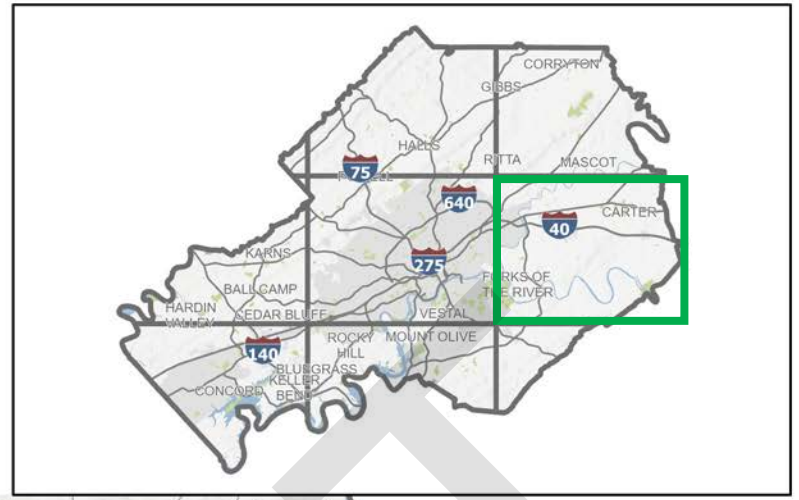 CORRYTON
GIBBS
HALLS
RITTA
MASCOT
75
640
CARTER
40
KARNS
275
FORKS OF
THE RIVER
BALL CAMP
HARDIN
VALLEY
CEDAR BLUFF
VESTAL
ROCKY
HILL
MOUNT OLIVE
140
BLUEGRASS
KELLER
BEND
CONCORD